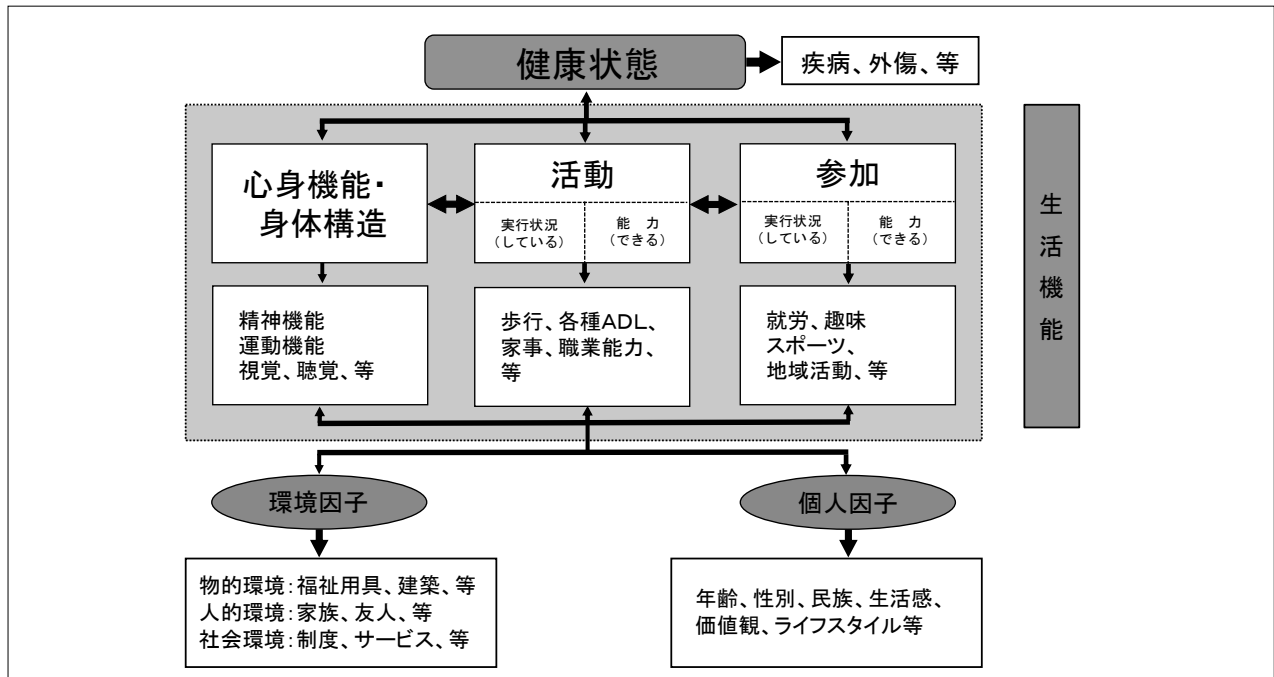 健康状態
疾病、外傷、等
心身機能・
身体構造
活動
実行状況
(している)
能 力
(できる)
参加
実行状況
(している)
能 力
(できる)
生活機能
精神機能
運動機能
視覚、聴覚、等
歩行、各種ADL、
家事、職業能力、
等
就労、趣味
スポーツ、
地域活動、等
環境因子
個人因子
物的環境:福祉用具、建築、等
人的環境:家族、友人、等
社会環境:制度、サービス、等
年齢、性別、民族、生活感、
価値観、ライフスタイル等